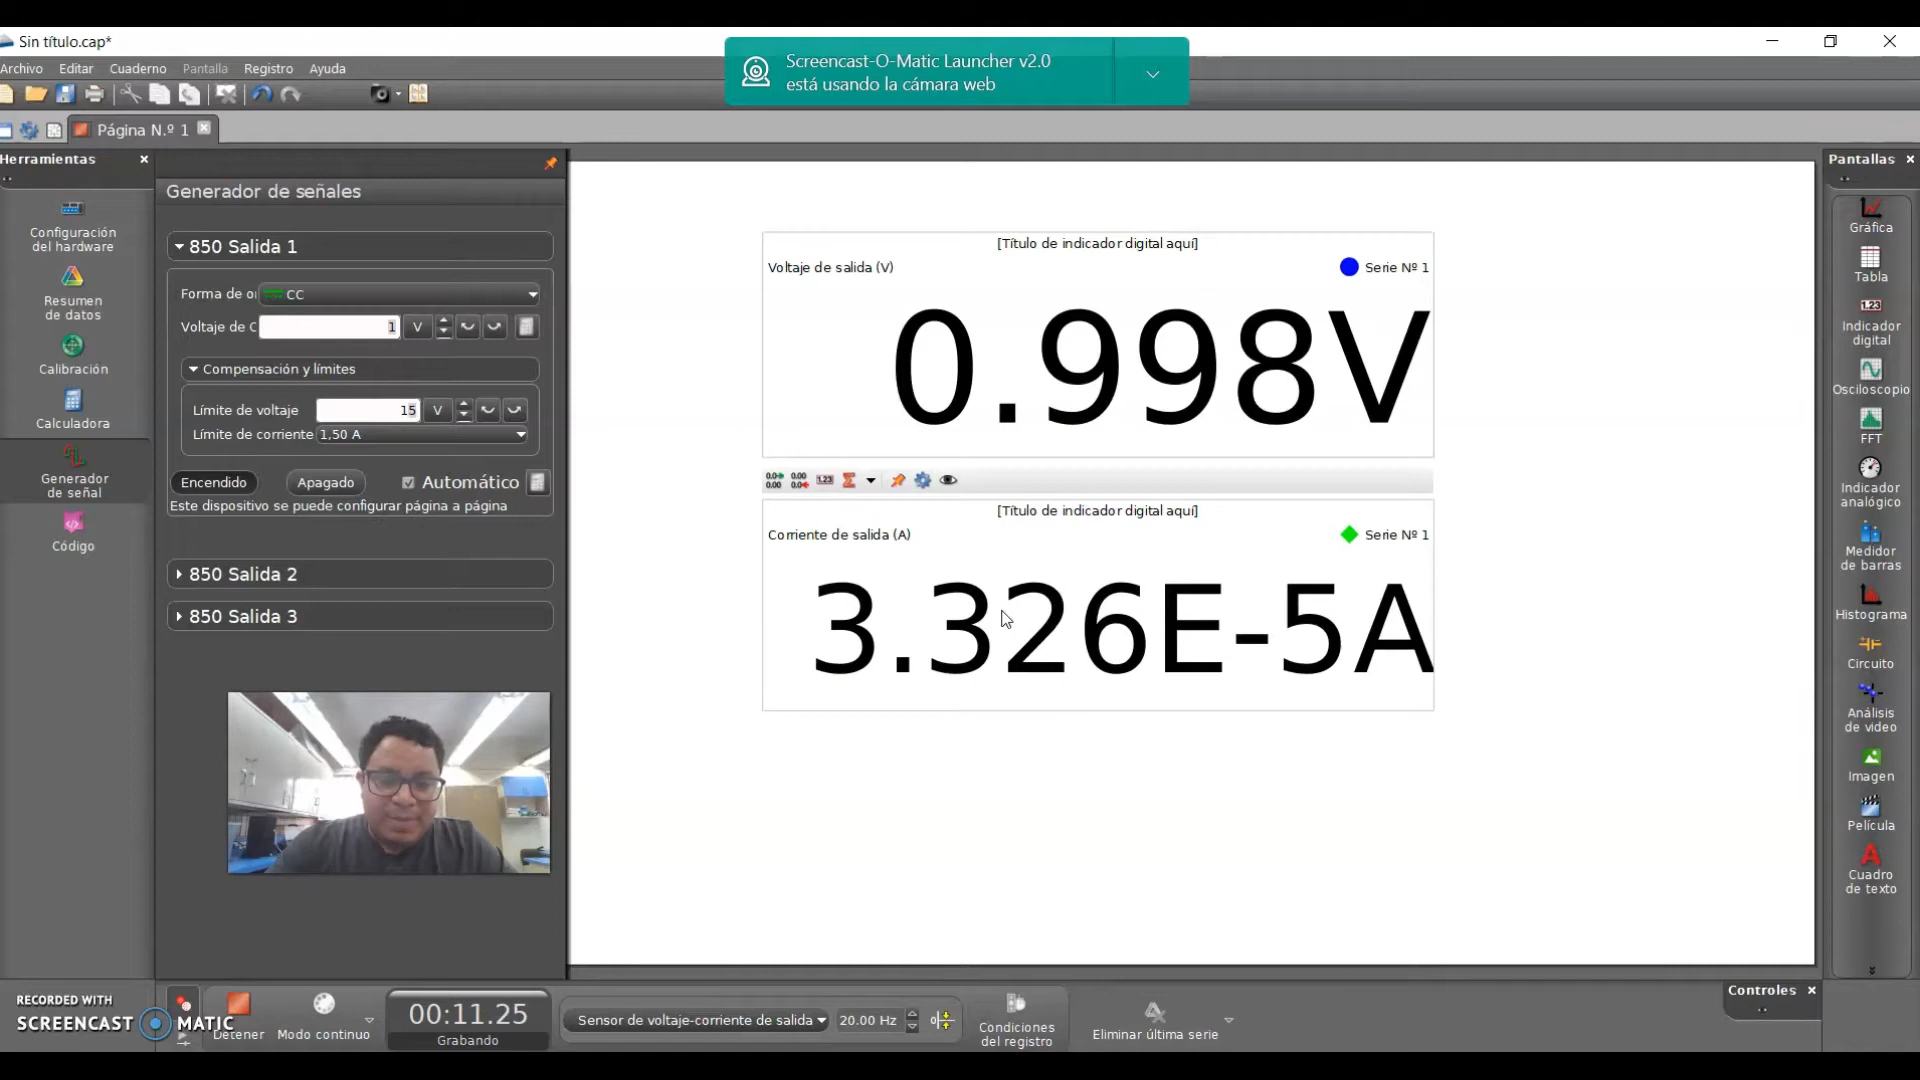 Sin título.cap*
Screencast-O-Matic Launcher v2.0
está usando la cámara web
Archivo Editar Cuaderno Pantalla Registro Ayuda
Página N.º 1
Herramientas
Configuración
del hardware
Resumen
de datos
Calibración
Calculadora
Generador
de señal
Código
Generador de señales
850 Salida 1
Forma de o CC
Voltaje de C 1 V
Compensación y límites
Límite de voltaje 15 V
Límite de corriente 1,50 A
Encendido Apagado Automático
Este dispositivo se puede configurar página a página
850 Salida 2
850 Salida 3
[Título de indicador digital aquí]
Voltaje de salida (V) Serie Nº 1
0.998V
[Título de indicador digital aquí]
Corriente de salida (A) Serie Nº 1
3.326E-5A
Pantallas
Gráfica
Tabla
1.23
Indicador
digital
Osciloscopio
FFT
Indicador
analógico
Medidor
de barras
Histograma
Circuito
Análisis
de video
Imagen
Película
Cuadro
de texto
RECORDED WITH
SCREENCAST MATIC
Detener
Modo continuo
00:11.25
Grabando
Sensor de voltaje-corriente de salida 20.00 Hz
Condiciones
del registro
Eliminar última serie
Controles